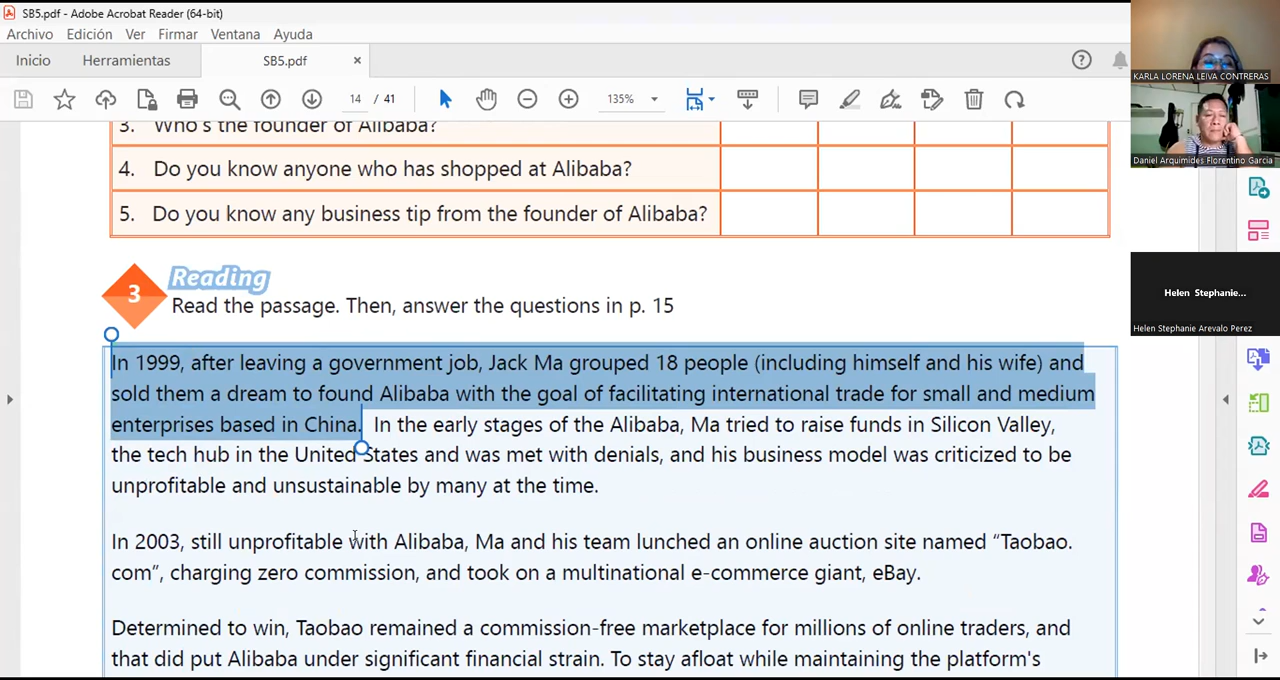 SB5.pdf - Adobe Acrobat Reader (64-bit)
Archivo Edición Ver Firmar Ventana Ayuda
Inicio Herramientas SB5.pdf ×
14 / 41 135%
3. Who's the founder of Alibaba?
4. Do you know anyone who has shopped at Alibaba?
5. Do you know any business tip from the founder of Alibaba?
3 Reading
Read the passage. Then, answer the questions in p. 15
In 1999, after leaving a government job, Jack Ma grouped 18 people (including himself and his wife) and
sold them a dream to found Alibaba with the goal of facilitating international trade for small and medium
enterprises based in China. In the early stages of the Alibaba, Ma tried to raise funds in Silicon Valley,
the tech hub in the United States and was met with denials, and his business model was criticized to be
unprofitable and unsustainable by many at the time.
In 2003, still unprofitable with Alibaba, Ma and his team lunched an online auction site named “Taobao.
com”, charging zero commission, and took on a multinational e-commerce giant, eBay.
Determined to win, Taobao remained a commission-free marketplace for millions of online traders, and
that did put Alibaba under significant financial strain. To stay afloat while maintaining the platform's
KARLA LORENA LEIVA CONTRERAS
Daniel Arquimides Florentino Garcia
Helen Stephanie...
Helen Stephanie Arevalo Perez